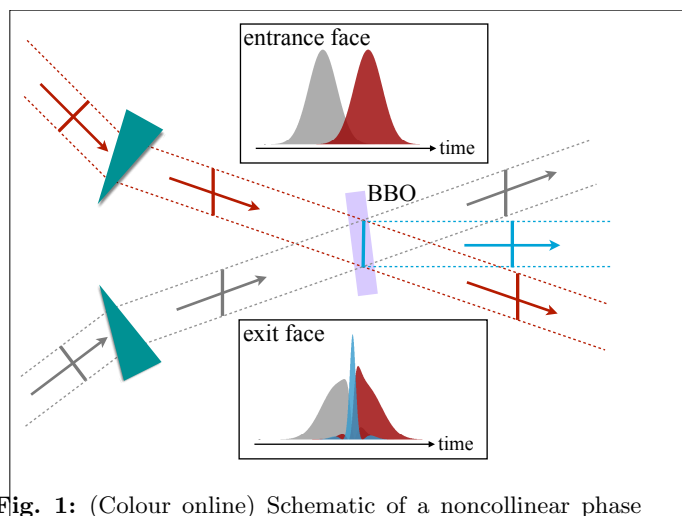 entrance face
time
BBO
exit face
time
Fig. 1: (Colour online) Schematic of a noncollinear phase